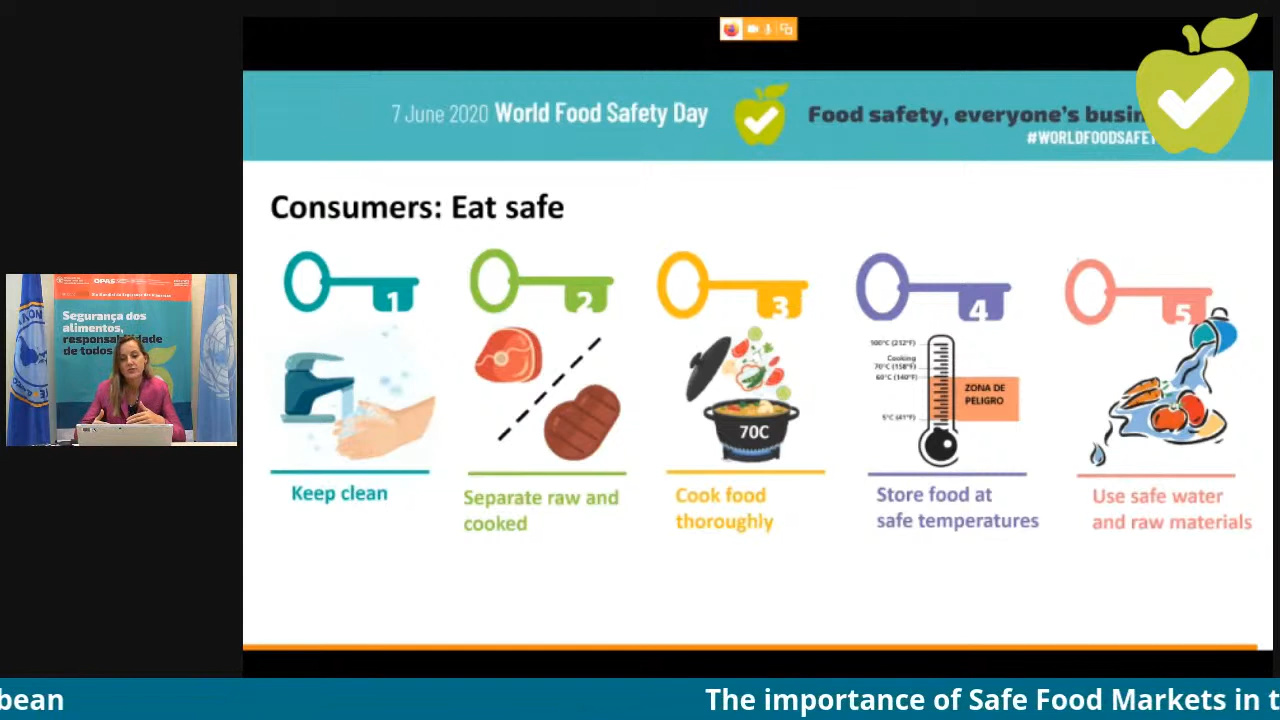 7 June 2020 World Food Safety Day
Food safety, everyone's busin
#WORLDFOODSAFE
Consumers: Eat safe
1
2
3
4
5
70C
100°C (212°F)
Cooking
70°C (158°F)
60°C (140°F)
5°C (41°F)
ZONA DE
PELIGRO
Keep clean
Separate raw and
cooked
Cook food
thoroughly
Store food at
safe temperatures
Use safe water
and raw materials
OPAS
Segurança dos
alimentos,
responsabilidade
de todos
bean
The importance of Safe Food Markets in t